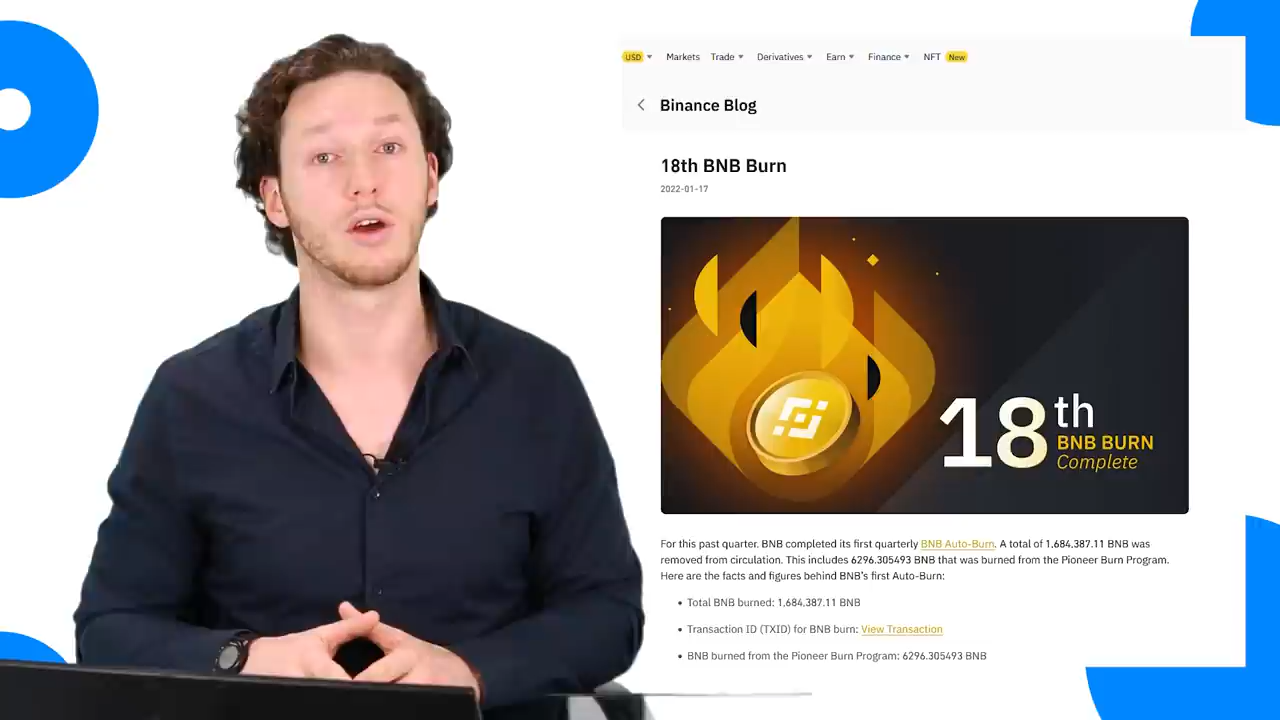 USD Markets Trade Derivatives Earn Finance NFT New
Binance Blog
18th BNB Burn
2022-01-17
18th
BNB BURN
Complete
For this past quarter. BNB completed its first quarterly BNB Auto-Burn. A total of 1,684,387.11 BNB was
removed from circulation. This includes 6296.305493 BNB that was burned from the Pioneer Burn Program.
Here are the facts and figures behind BNB's first Auto-Burn:
• Total BNB burned: 1,684,387.11 BNB
• Transaction ID (TXID) for BNB burn: View Transaction
• BNB burned from the Pioneer Burn Program: 6296.305493 BNB